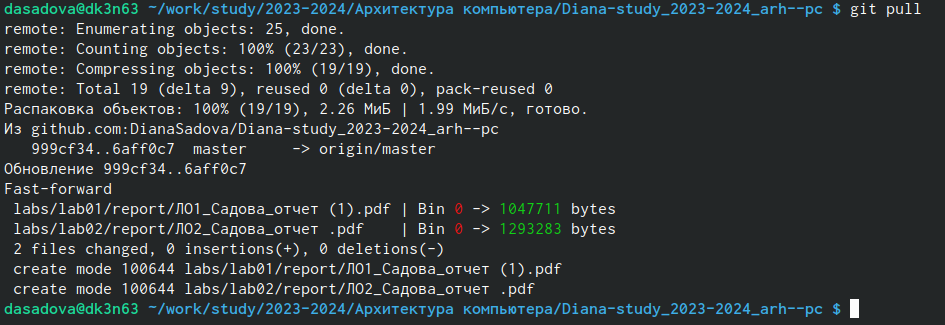 dasadova@dk3n63 ~/work/study/2023-2024/Архитектура компьютера/Diana-study_2023-2024_arh--pc $ git pull
remote: Enumerating objects: 25, done.
remote: Counting objects: 100% (23/23), done.
remote: Compressing objects: 100% (19/19), done.
remote: Total 19 (delta 9), reused 0 (delta 0), pack-reused 0
Распаковка объектов: 100% (19/19), 2.26 МиБ | 1.99 МиБ/с, готово.
Из github.com:DianaSadova/Diana-study_2023-2024_arh--pc
   999cf34..6aff0c7  master     -> origin/master
Обновление 999cf34..6aff0c7
Fast-forward
 labs/lab01/report/ЛО1_Садова_отчет (1).pdf | Bin 0 -> 1047711 bytes
 labs/lab02/report/ЛО2_Садова_отчет .pdf    | Bin 0 -> 1293283 bytes
 2 files changed, 0 insertions(+), 0 deletions(-)
 create mode 100644 labs/lab01/report/ЛО1_Садова_отчет (1).pdf
 create mode 100644 labs/lab02/report/ЛО2_Садова_отчет .pdf
dasadova@dk3n63 ~/work/study/2023-2024/Архитектура компьютера/Diana-study_2023-2024_arh--pc $